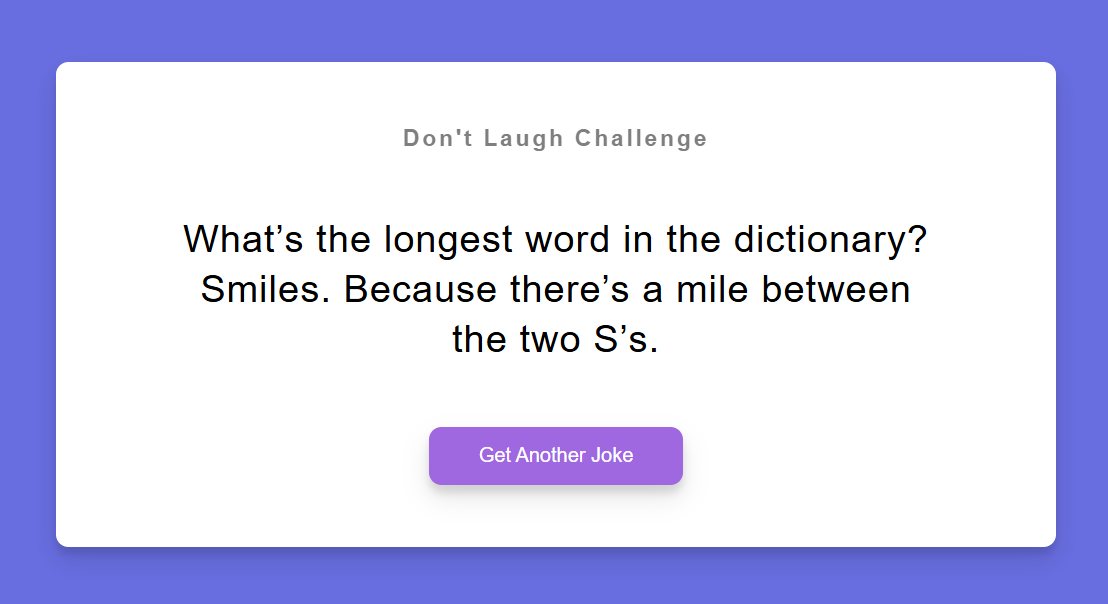 Don't Laugh Challenge
What’s the longest word in the dictionary?
Smiles. Because there’s a mile between
the two S’s.
Get Another Joke